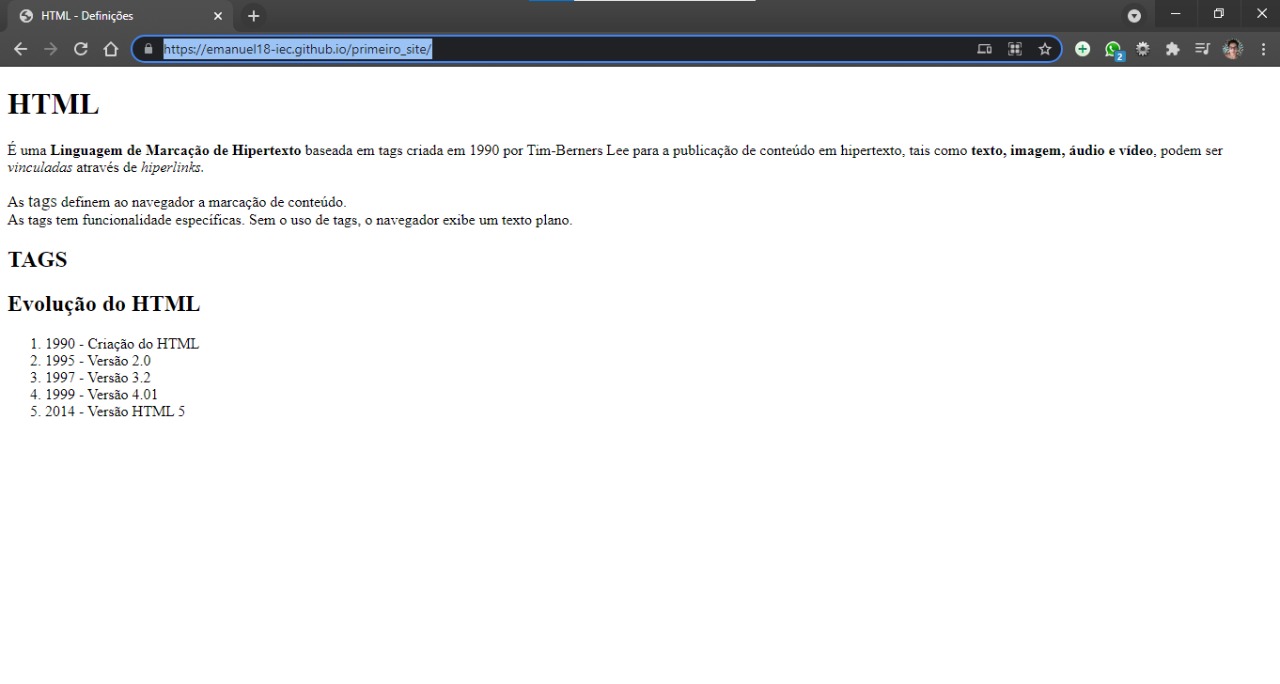 HTML - Definições
https://emanuel18-iec.github.io/primeiro_site/
2
HTML
É uma Linguagem de Marcação de Hipertexto baseada em tags criada em 1990 por Tim-Berners Lee para a publicação de conteúdo em hipertexto, tais como texto, imagem, áudio e vídeo, podem ser
vinculadas através de hiperlinks.
As tags definem ao navegador a marcação de conteúdo.
As tags tem funcionalidade específicas. Sem o uso de tags, o navegador exibe um texto plano.
TAGS
Evolução do HTML
1. 1990 - Criação do HTML
2. 1995 - Versão 2.0
3. 1997 - Versão 3.2
4. 1999 - Versão 4.01
5. 2014 - Versão HTML 5